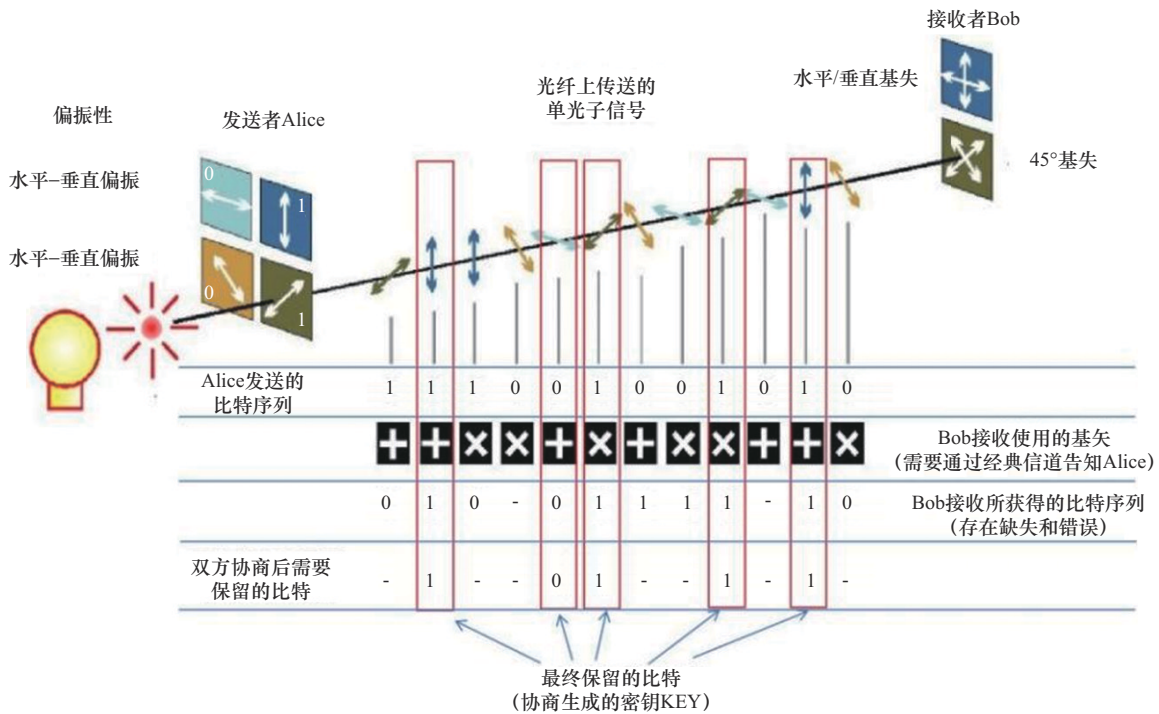 接收者Bob
水平/垂直基失
45°基失
光纤上传送的
单光子信号
偏振性
发送者Alice
水平–垂直偏振
水平–垂直偏振
0
1
0
1
Alice发送的
比特序列
1 1 1 0 0 1 0 0 1 0 1 0
+ + × × + × + × × + + ×
Bob接收使用的基矢
（需要通过经典信道告知Alice）
0 1 0 - 0 1 1 1 1 - 1 0
Bob接收所获得的比特序列
（存在缺失和错误）
双方协商后需要
保留的比特
- 1 - - 0 1 - - 1 - 1 -
最终保留的比特
（协商生成的密钥KEY）